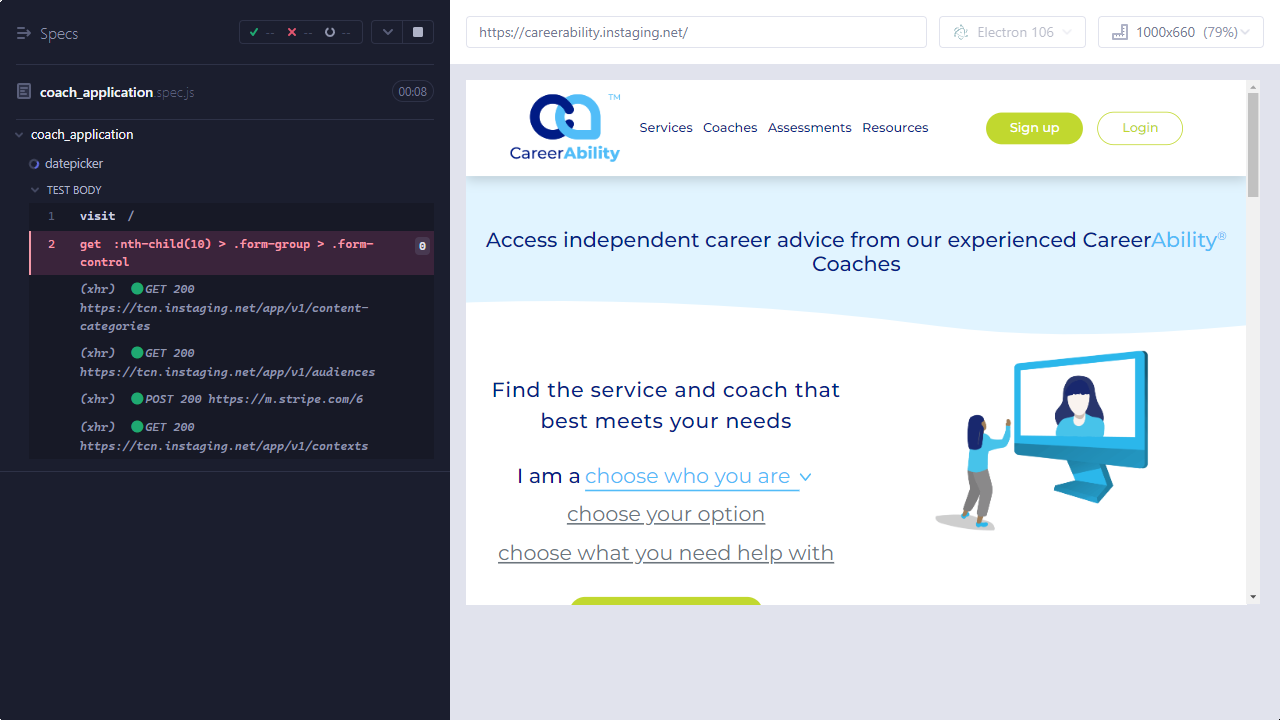 Specs
-- -- --
coach_application.spec.js 00:08
coach_application
datepicker
TEST BODY
1 visit /
2 get :nth-child(10) > .form-group > .form-
control 0
(xhr) GET 200
https://tcn.instaging.net/app/v1/content-
categories
(xhr) GET 200
https://tcn.instaging.net/app/v1/audiences
(xhr) POST 200 https://m.stripe.com/6
(xhr) GET 200
https://tcn.instaging.net/app/v1/contexts
https://careerability.instaging.net/ Electron 106 1000x660 (79%)
TM
CareerAbility
Services Coaches Assessments Resources Sign up Login
Access independent career advice from our experienced CareerAbility®
Coaches
Find the service and coach that
best meets your needs
I am a choose who you are
choose your option
choose what you need help with